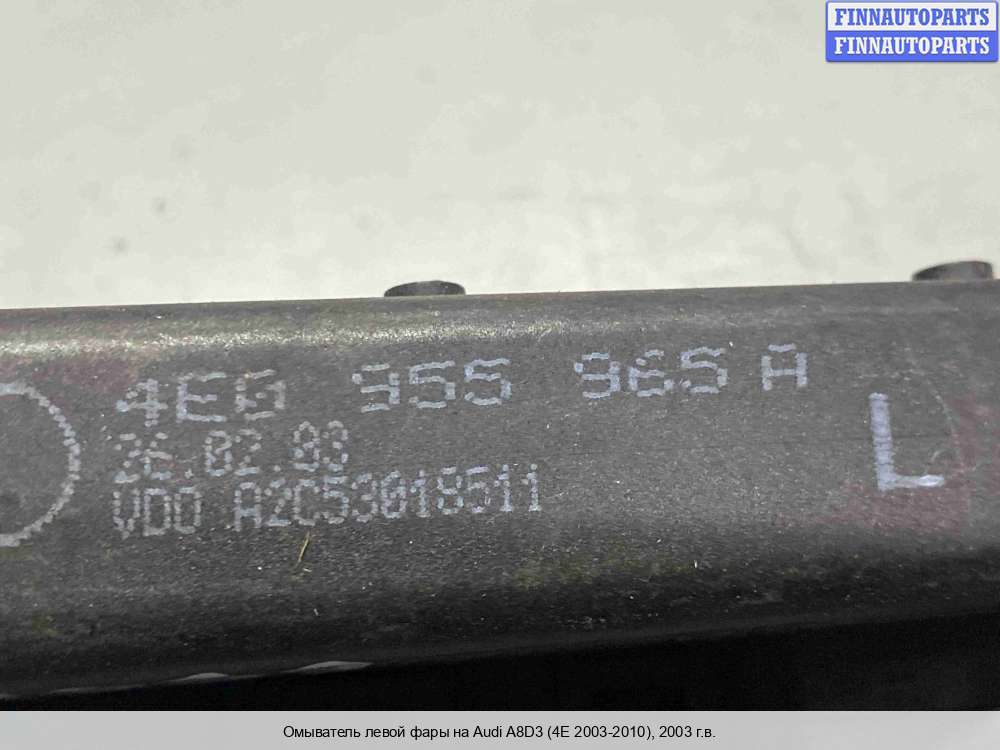 FINNAUTOPARTS
FINNAUTOPARTS
4E0 955 965 A
L
26.02.03
VDO A2C53018511
Омыватель левой фары на Audi A8D3 (4E 2003-2010), 2003 г.в.